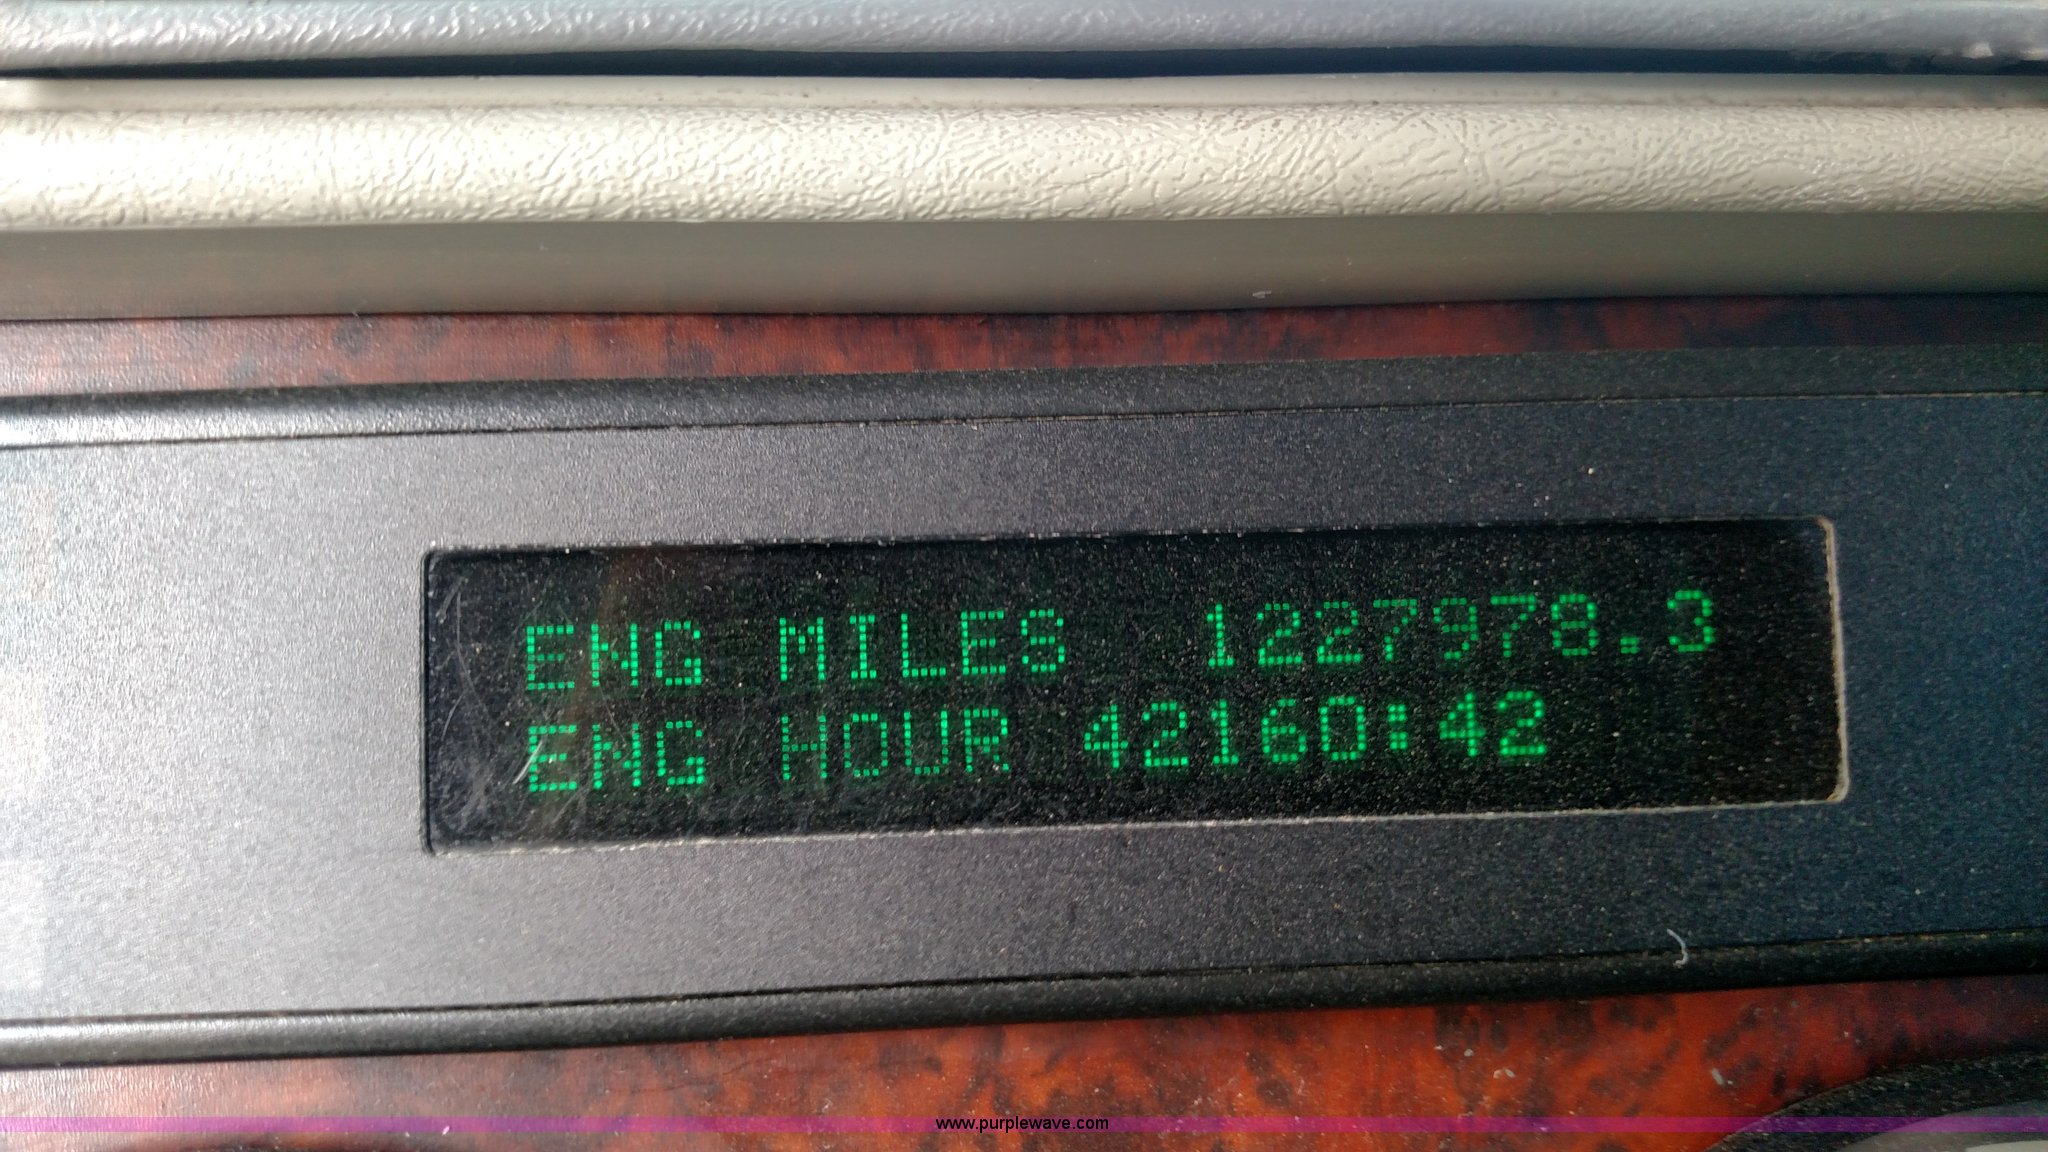 ENG MILES 1227978.3
ENG HOUR 42160:42
www.purplewave.com